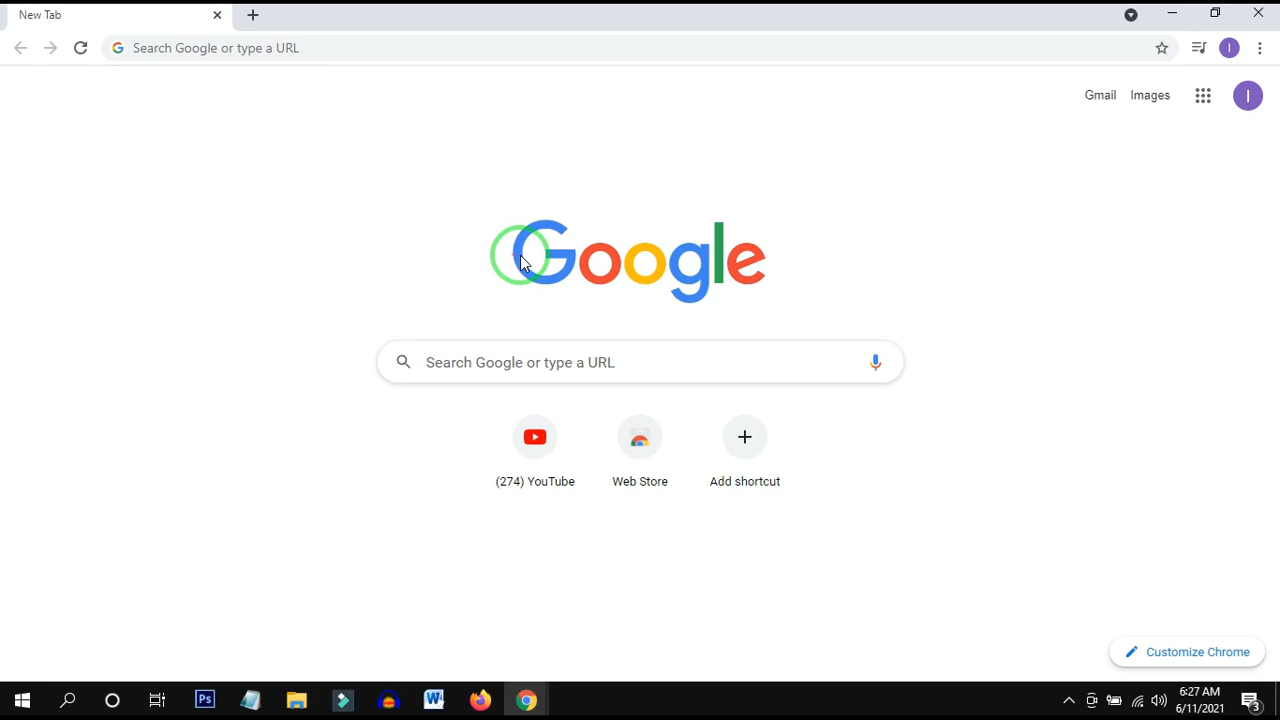 New Tab
Search Google or type a URL
I
Gmail Images
I
Google
Search Google or type a URL
(274) YouTube Web Store Add shortcut
Customize Chrome
Ps
W
6:27 AM
6/11/2021
3